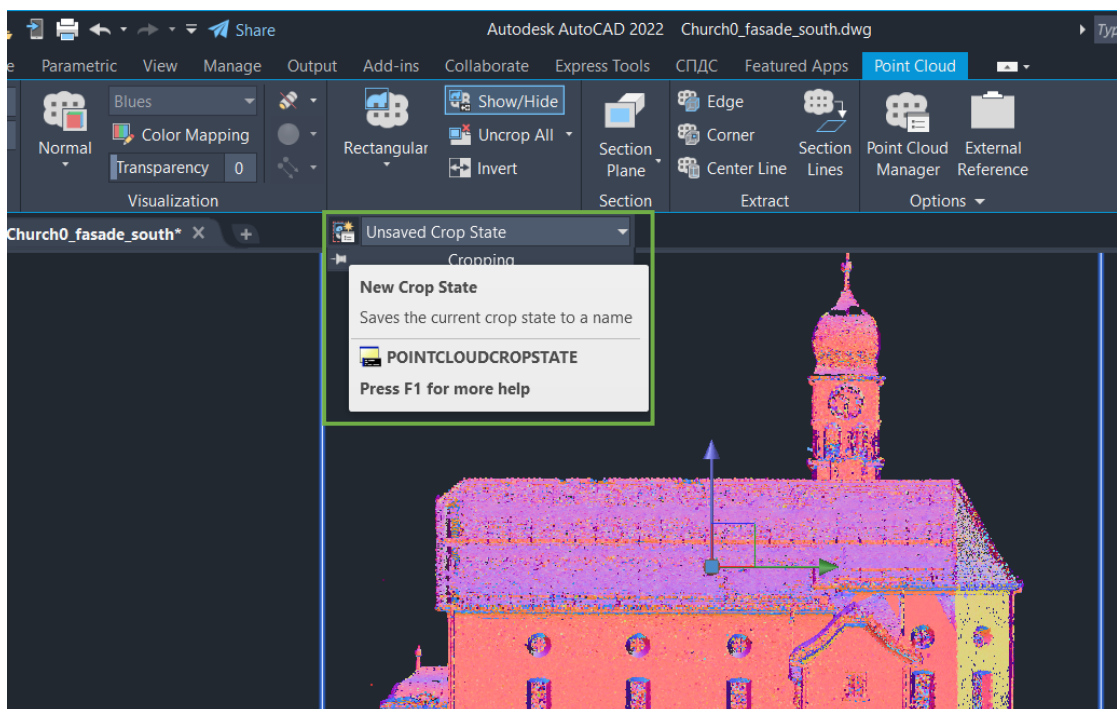 Share Autodesk AutoCAD 2022 Church0_fasade_south.dwg
Parametric View Manage Output Add-ins Collaborate Express Tools СПДС Featured Apps Point Cloud
Blues
Color Mapping
Transparency 0
Normal
Visualization
Rectangular
Show/Hide
Uncrop All
Invert
Section
Plane
Section
Edge
Corner
Center Line
Section
Lines
Extract
Point Cloud
Manager
External
Reference
Options
Church0_fasade_south*
Unsaved Crop State
Cropping
New Crop State
Saves the current crop state to a name
POINTCLOUDCROPSTATE
Press F1 for more help